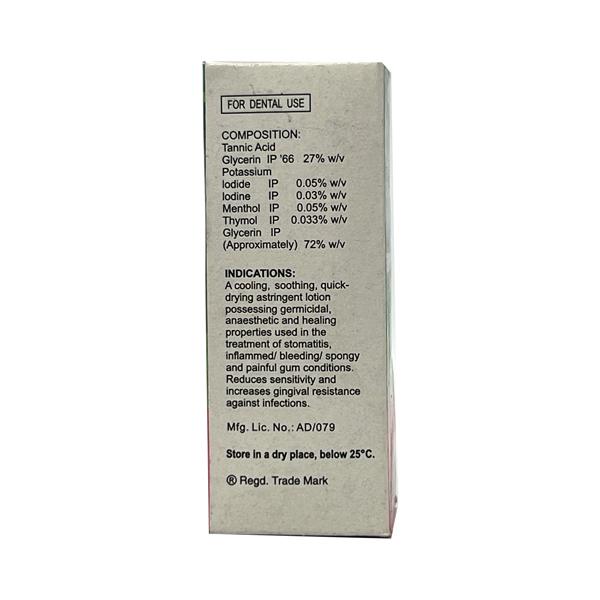 FOR DENTAL USE
COMPOSITION:
Tannic Acid
Glycerin IP '66 27% w/v
Potassium
Iodide IP 0.05% w/v
Iodine IP 0.03% w/v
Menthol IP 0.05% w/v
Thymol IP 0.033% w/v
Glycerin IP
(Approximately) 72% w/v
INDICATIONS:
A cooling, soothing, quick-
drying astringent lotion
possessing germicidal,
anaesthetic and healing
properties used in the
treatment of stomatitis,
inflammed/ bleeding/ spongy
and painful gum conditions.
Reduces sensitivity and
increases gingival resistance
against infections.
Mfg. Lic. No.: AD/079
Store in a dry place, below 25°C.
® Regd. Trade Mark